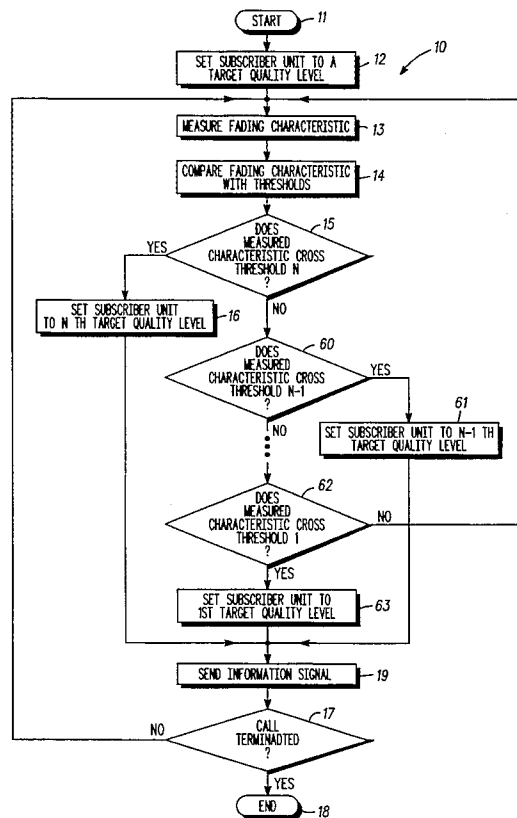 START
11
10
SET SUBSCRIBER UNIT TO A
TARGET QUALITY LEVEL
12
MEASURE FADING CHARACTERISTIC
13
COMPARE FADING CHARACTERISTIC
WITH THRESHOLDS
14
15
DOES
MEASURED
CHARACTERISTIC CROSS
THRESHOLD N
?
YES
NO
SET SUBSCRIBER UNIT
TO N TH TARGET QUALITY LEVEL
16
60
DOES
MEASURED
CHARACTERISTIC CROSS
THRESHOLD N-1
?
YES
NO
61
SET SUBSCRIBER UNIT TO N-1 TH
TARGET QUALITY LEVEL
62
DOES
MEASURED
CHARACTERISTIC CROSS
THRESHOLD 1
?
NO
YES
SET SUBSCRIBER UNIT TO
1ST TARGET QUALITY LEVEL
63
SEND INFORMATION SIGNAL
19
17
CALL
TERMINADTED
?
NO
YES
END
18